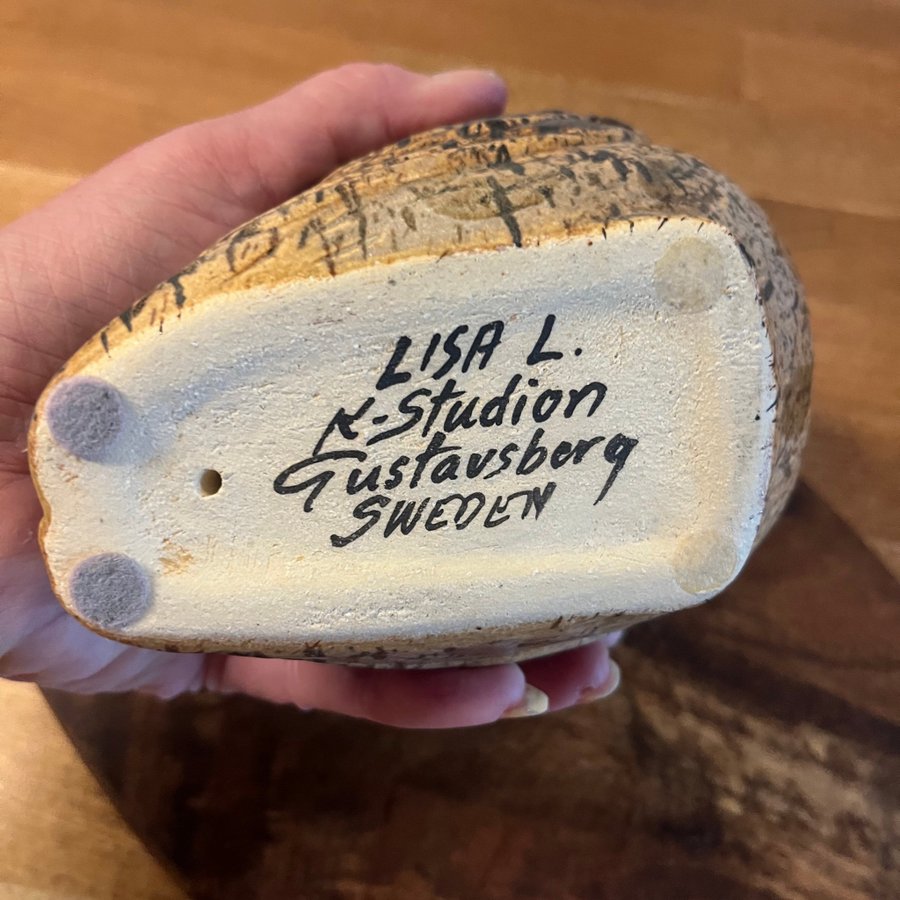 LISA L.
K-Studion
Gustavsberg
SWEDEN